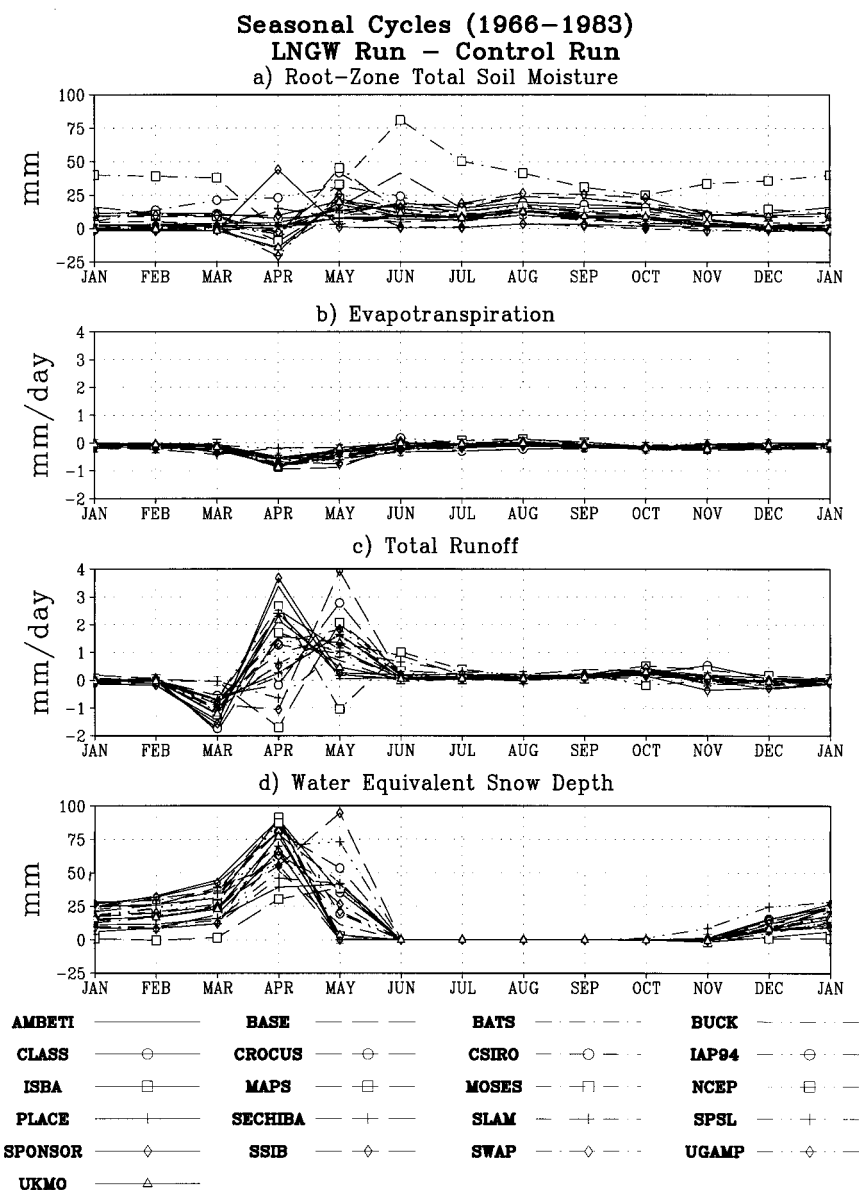 Seasonal Cycles (1966−1983)
LNGW Run − Control Run
a) Root−Zone Total Soil Moisture
mm
100
75
50
25
0
−25
JAN FEB MAR APR MAY JUN JUL AUG SEP OCT NOV DEC JAN
b) Evapotranspiration
mm/day
4
3
2
1
0
−1
−2
JAN FEB MAR APR MAY JUN JUL AUG SEP OCT NOV DEC JAN
c) Total Runoff
mm/day
4
3
2
1
0
−1
−2
JAN FEB MAR APR MAY JUN JUL AUG SEP OCT NOV DEC JAN
d) Water Equivalent Snow Depth
mm
100
75
50
25
0
−25
JAN FEB MAR APR MAY JUN JUL AUG SEP OCT NOV DEC JAN
AMBETI BASE BATS BUCK
CLASS CROCUS CSIRO IAP94
ISBA MAPS MOSES NCEP
PLACE SECHIBA SLAM SPSL
SPONSOR SSIB SWAP UGAMP
UKMO